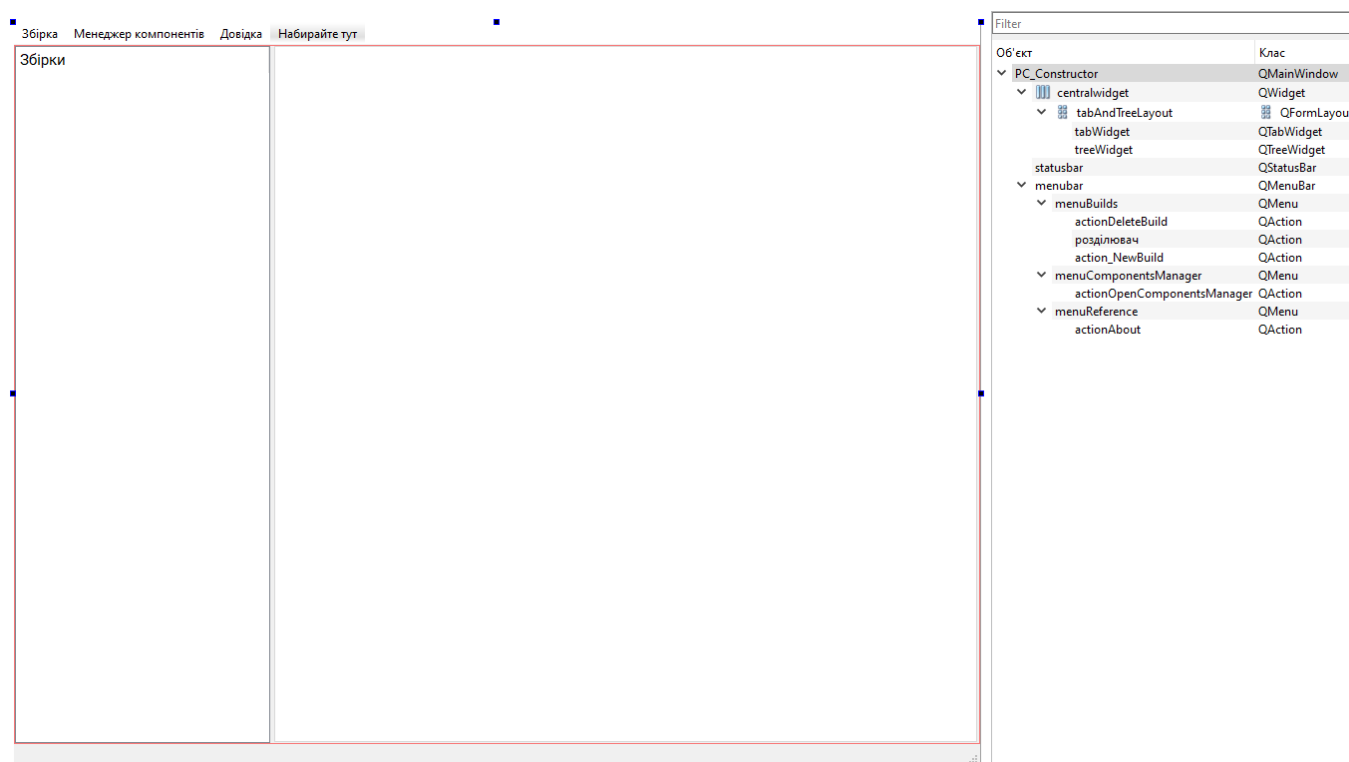 Збірка Менеджер компонентів Довідка Набирайте тут
Збірки
Filter
Об'єкт Клас
PC_Constructor QMainWindow
centralwidget QWidget
tabAndTreeLayout QFormLayou
tabWidget QTabWidget
treeWidget QTreeWidget
statusbar QStatusBar
menubar QMenuBar
menuBuilds QMenu
actionDeleteBuild QAction
розділювач QAction
action_NewBuild QAction
menuComponentsManager QMenu
actionOpenComponentsManager QAction
menuReference QMenu
actionAbout QAction